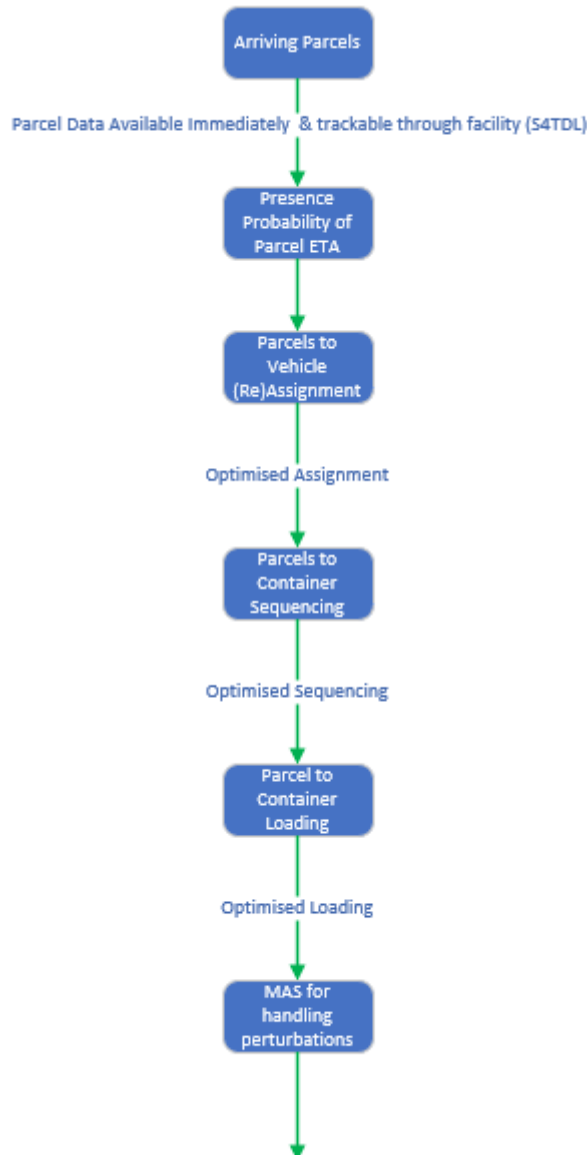 Arriving Parcels
Parcel Data Available Immediately & trackable through facility (S4TDL)
Presence
Probability of
Parcel ETA
Parcels to
Vehicle
(Re)Assignment
Optimised Assignment
Parcels to
Container
Sequencing
Optimised Sequencing
Parcel to
Container
Loading
Optimised Loading
MAS for
handling
perturbations